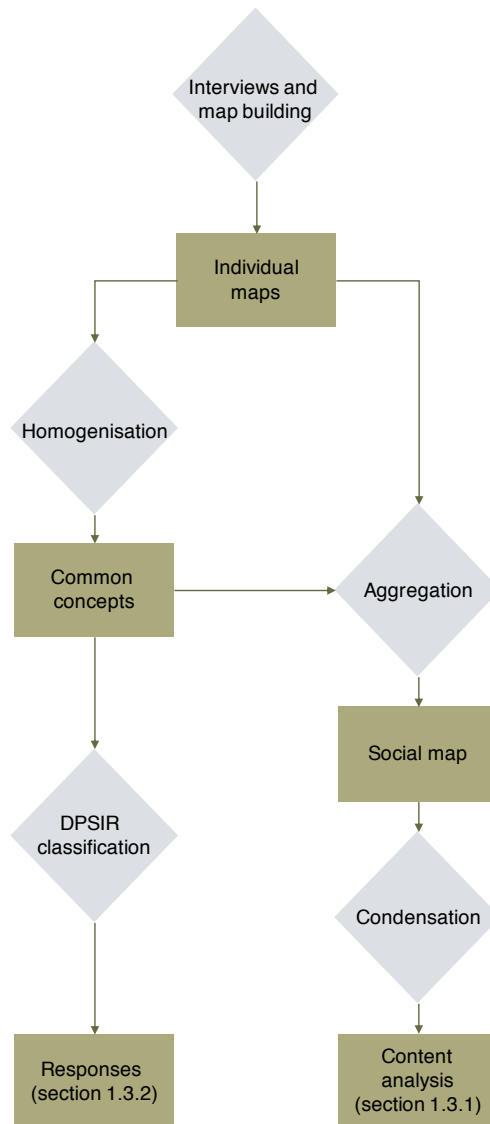 Interviews and
map building
Individual
maps
Homogenisation
Common
concepts
Aggregation
Social map
DPSIR
classification
Condensation
Responses
(section 1.3.2)
Content
analysis
(section 1.3.1)